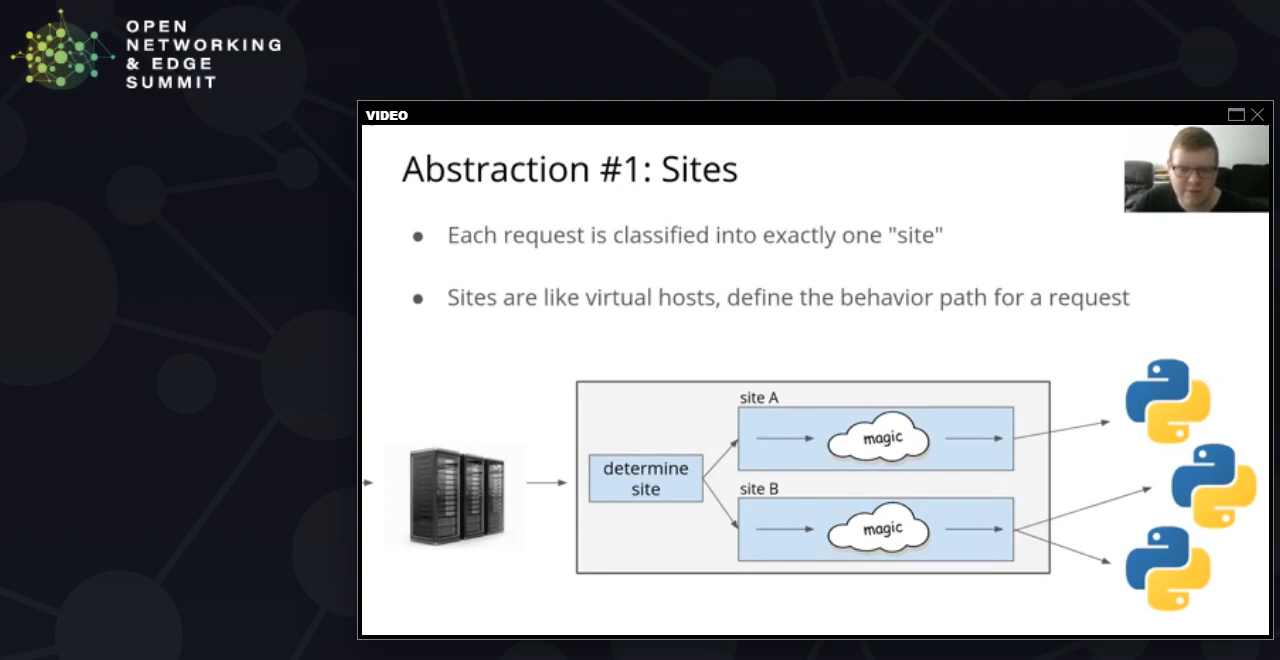 OPEN
NETWORKING
& EDGE
SUMMIT
VIDEO
Abstraction #1: Sites
● Each request is classified into exactly one "site"
● Sites are like virtual hosts, define the behavior path for a request
site A
magic
determine
site
site B
magic